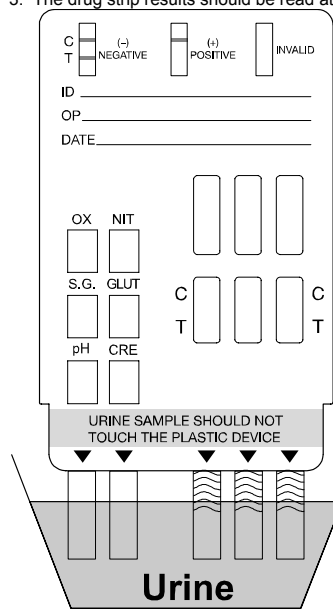 3. The drug strip results should be read at
C (–) (+)
T NEGATIVE POSITIVE INVALID
ID
OP
DATE
OX NIT
S.G. GLUT
C C
T T
pH CRE
URINE SAMPLE SHOULD NOT
TOUCH THE PLASTIC DEVICE
Urine